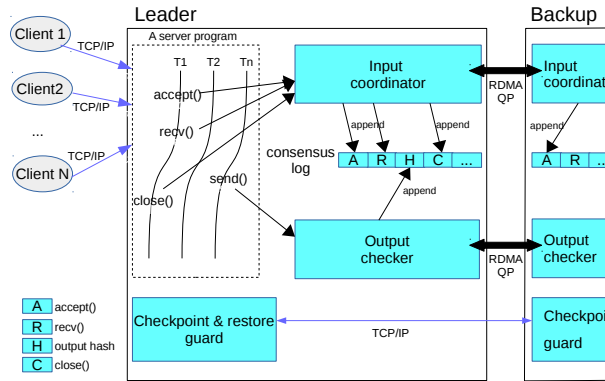 Leader
Backup
Client 1
TCP/IP
A server program
T1 T2 Tn
Input
coordinator
RDMA
QP
Input
Client2
TCP/IP
accept()
recv()
append
append
append
append
...
TCP/IP
consensus
log
A R H C ...
A R ...
Client N
close()
send()
append
Output
checker
RDMA
QP
Output
checker
A accept()
R recv()
H output hash
C close()
Checkpoint & restore
guard
TCP/IP
guard